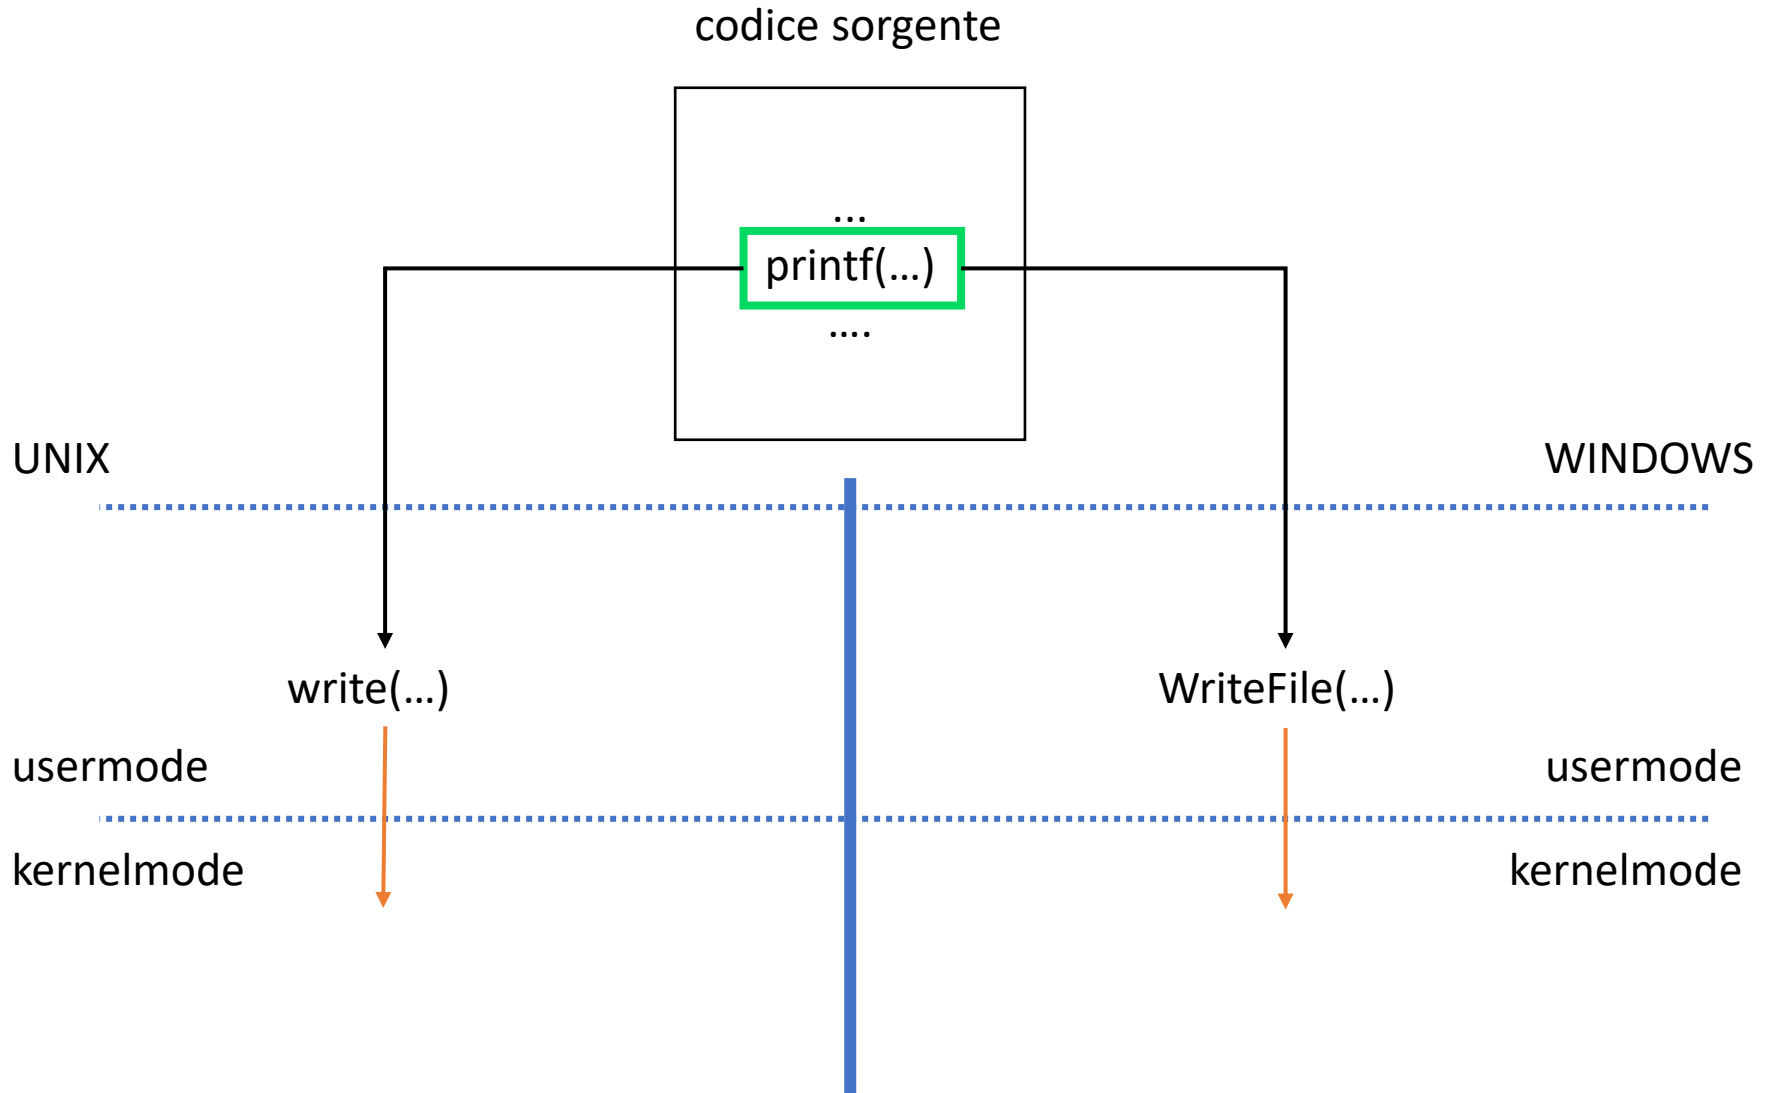 codice sorgente
...
printf(...)
....
UNIX
WINDOWS
write(...)
WriteFile(...)
usermode
usermode
kernelmode
kernelmode